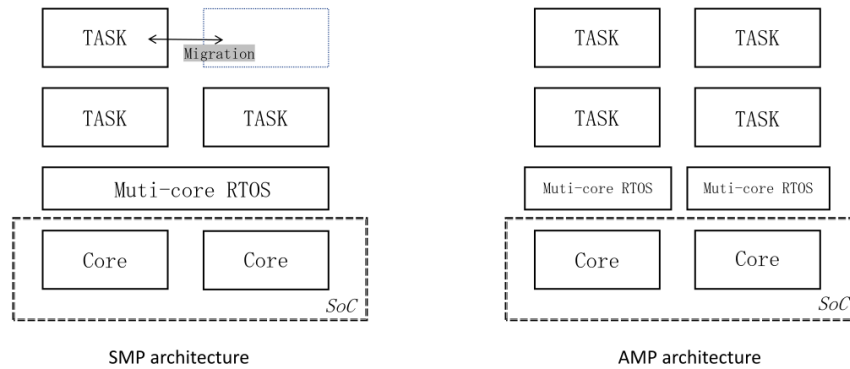 TASK
Migration
TASK TASK
Muti-core RTOS
Core Core
SoC
SMP architecture
TASK TASK
TASK TASK
Muti-core RTOS Muti-core RTOS
Core Core
SoC
AMP architecture